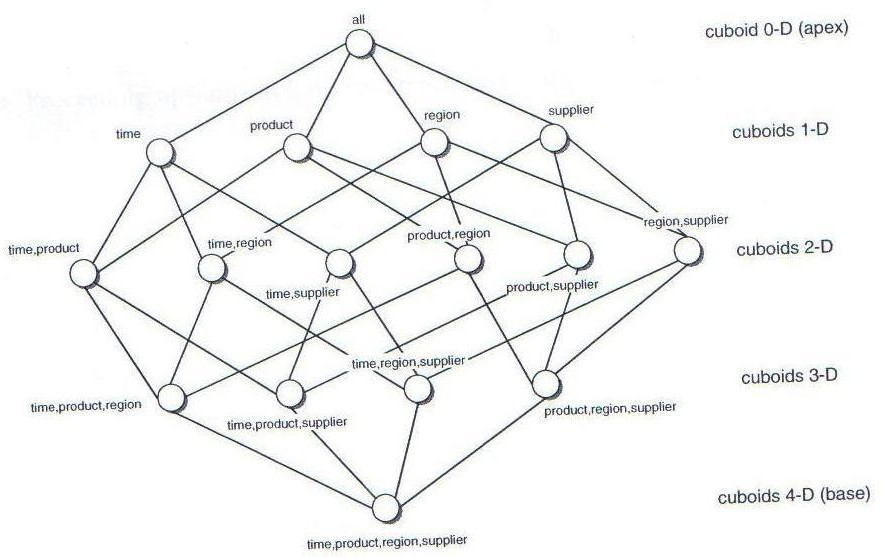 all
cuboid 0-D (apex)
time
product
region
supplier
cuboids 1-D
time,product
time,region
time,supplier
product,region
product,supplier
region,supplier
cuboids 2-D
time,product,region
time,product,supplier
time,region,supplier
product,region,supplier
cuboids 3-D
time,product,region,supplier
cuboids 4-D (base)